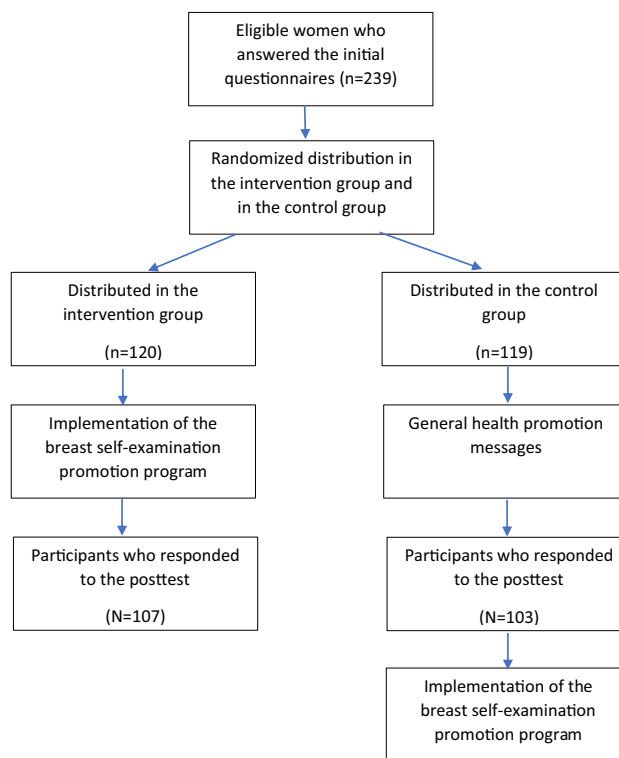 Eligible women who
answered the initial
questionnaires (n=239)
Randomized distribution in
the intervention group and
in the control group
Distributed in the
intervention group
(n=120)
Distributed in the control
group
(n=119)
Implementation of the
breast self-examination
promotion program
General health promotion
messages
Participants who responded
to the posttest
(N=107)
Participants who responded
to the posttest
(N=103)
Implementation of the
breast self-examination
promotion program